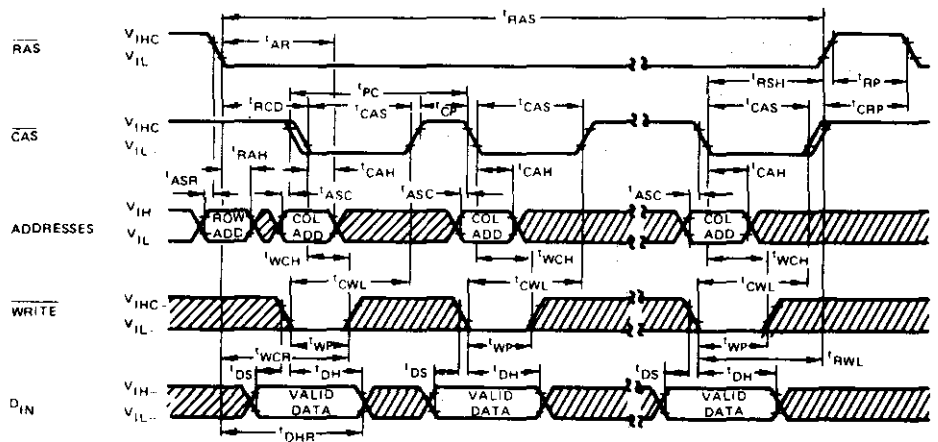 tRAS
RAS VIHC tAR
VIL
tRSH tRP
tPC
tRCD tCAS tCP tCAS tCAS tCRP
CAS VIHC
VIL
tRAH tCAH tCAH tCAH
tASR tASC tASC tASC
ADDRESSES VIH ROW ADD COL ADD COL ADD COL ADD
VIL
tWCH tWCH tWCH
tCWL tCWL tCWL
WRITE VIHC
VIL
tWP tWP tWP
tWCR tRWL
tDS tDH tDS tDH tDS tDH
DIN VIH VALID DATA VALID DATA VALID DATA
VIL
tDHR